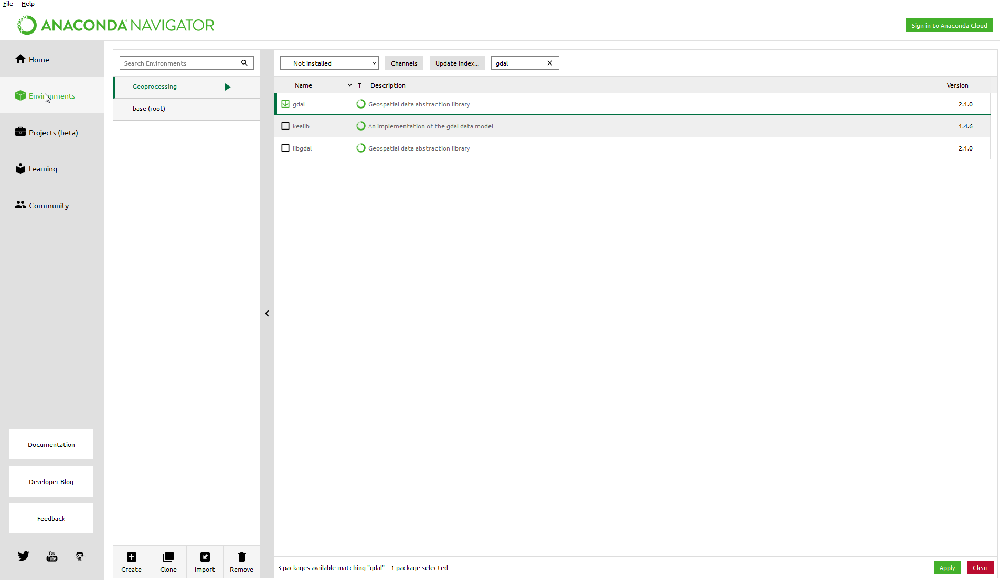 File Help
ANACONDA NAVIGATOR
Sign in to Anaconda Cloud
Home
Environments
Projects (beta)
Learning
Community
Documentation
Developer Blog
Feedback
You
Tube
Search Environments
Geoprocessing
base (root)
Create Clone Import Remove
Not installed Channels Update index... gdal
Name T Description Version
gdal Geospatial data abstraction library 2.1.0
kealib An implementation of the gdal data model 1.4.6
libgdal Geospatial data abstraction library 2.1.0
3 packages available matching "gdal" 1 package selected
Apply Clear